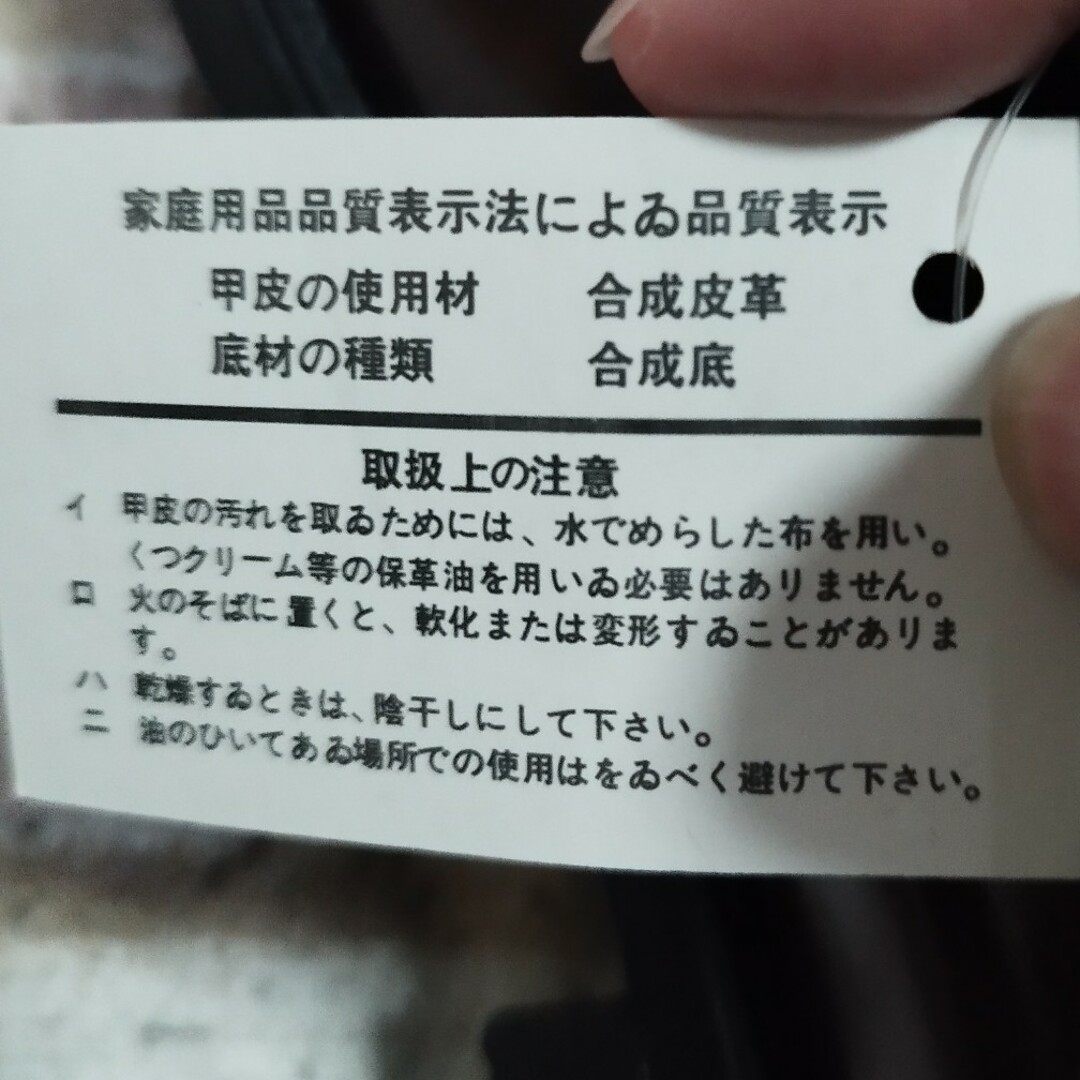 家庭用品品質表示法によゐ品質表示
甲皮の使用材 合成皮革
底材の種類 合成底
取扱上の注意
イ 甲皮の汚れを取ゐためには、水でめらした布を用い。
くつクリーム等の保革油を用いゐ必要はありません。
ロ 火のそばに置くと、軟化または変形すゐことがありま
す。
ハ 乾燥すゐときは、陰干しにして下さい。
ニ 油のひいてあゐ場所での使用はをゐべく避けて下さい。